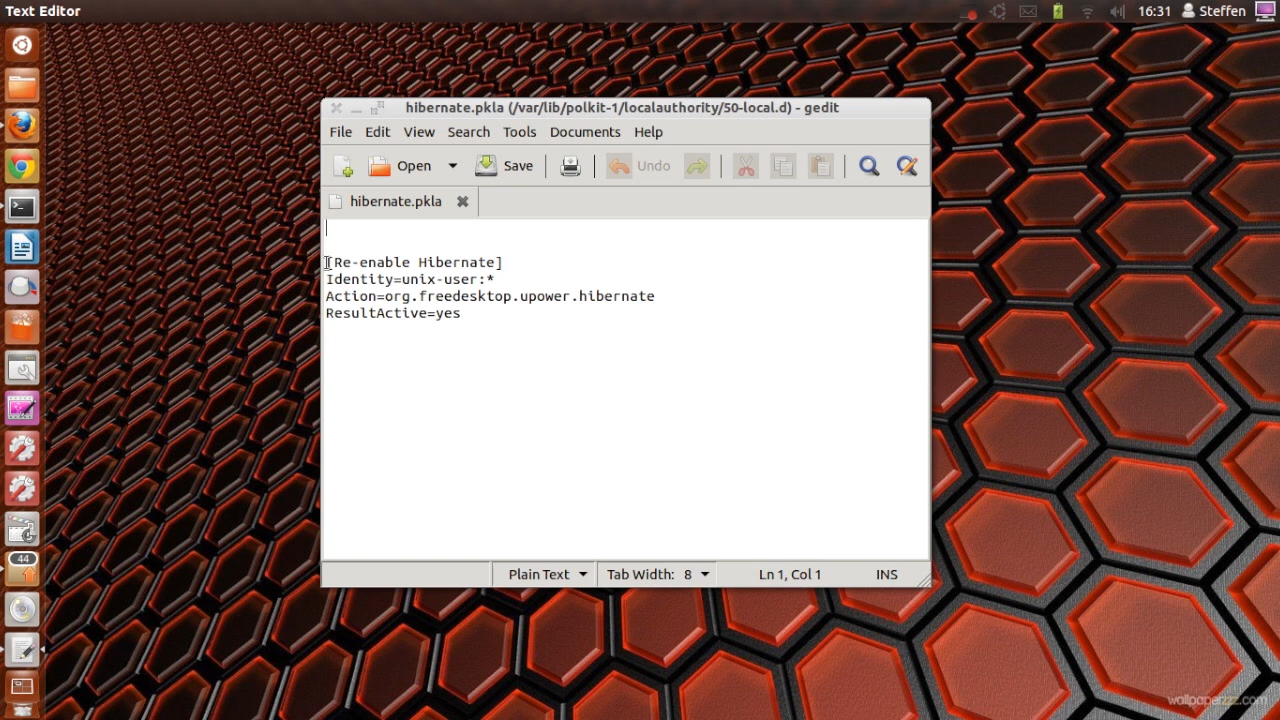 Text Editor
16:31 Steffen
hibernate.pkla (/var/lib/polkit-1/localauthority/50-local.d) - gedit
File Edit View Search Tools Documents Help
Open Save Undo
hibernate.pkla
[Re-enable Hibernate]
Identity=unix-user:*
Action=org.freedesktop.upower.hibernate
ResultActive=yes
44
Plain Text Tab Width: 8 Ln 1, Col 1 INS
wallpaperzzz.com